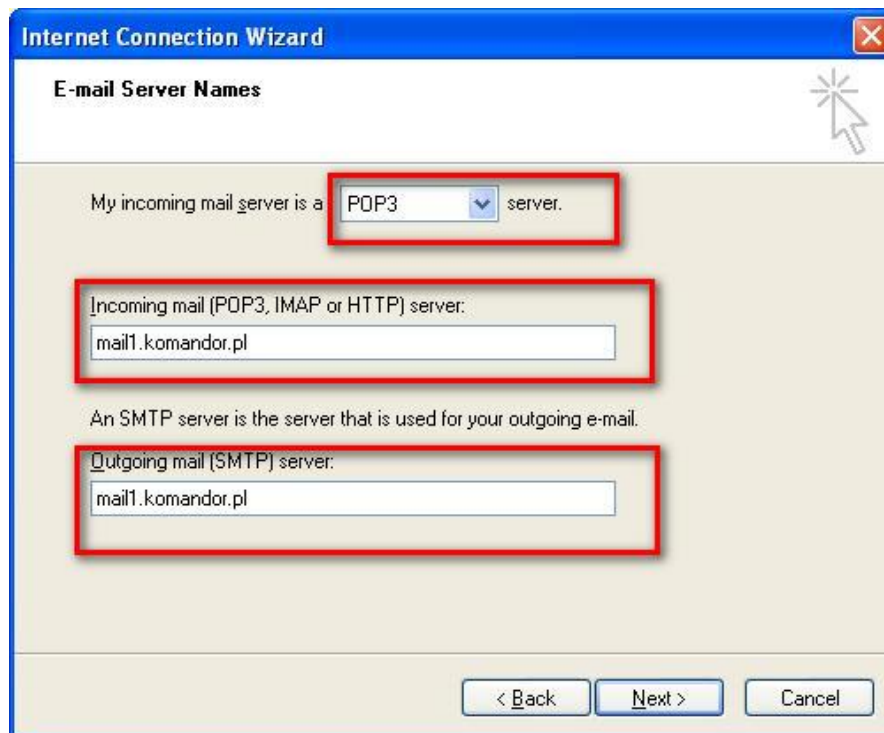 Internet Connection Wizard
E-mail Server Names
My incoming mail server is a POP3 server.
Incoming mail (POP3, IMAP or HTTP) server:
mail1.komandor.pl
An SMTP server is the server that is used for your outgoing e-mail.
Outgoing mail (SMTP) server:
mail1.komandor.pl
< Back Next > Cancel